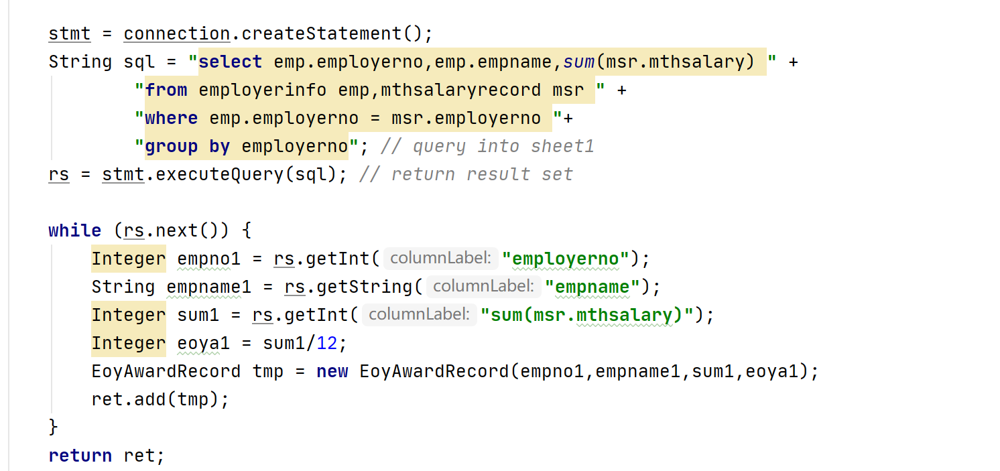 stmt = connection.createStatement();
String sql = "select emp.employerno,emp.empname,sum(msr.mthsalary) " +
"from employerinfo emp,mthsalaryrecord msr " +
"where emp.employerno = msr.employerno "+
"group by employerno"; // query into sheet1
rs = stmt.executeQuery(sql); // return result set
while (rs.next()) {
Integer empno1 = rs.getInt( columnLabel: "employerno");
String empname1 = rs.getString( columnLabel: "empname");
Integer sum1 = rs.getInt( columnLabel: "sum(msr.mthsalary)");
Integer eoya1 = sum1/12;
EoyAwardRecord tmp = new EoyAwardRecord(empno1,empname1,sum1,eoya1);
ret.add(tmp);
}
return ret;